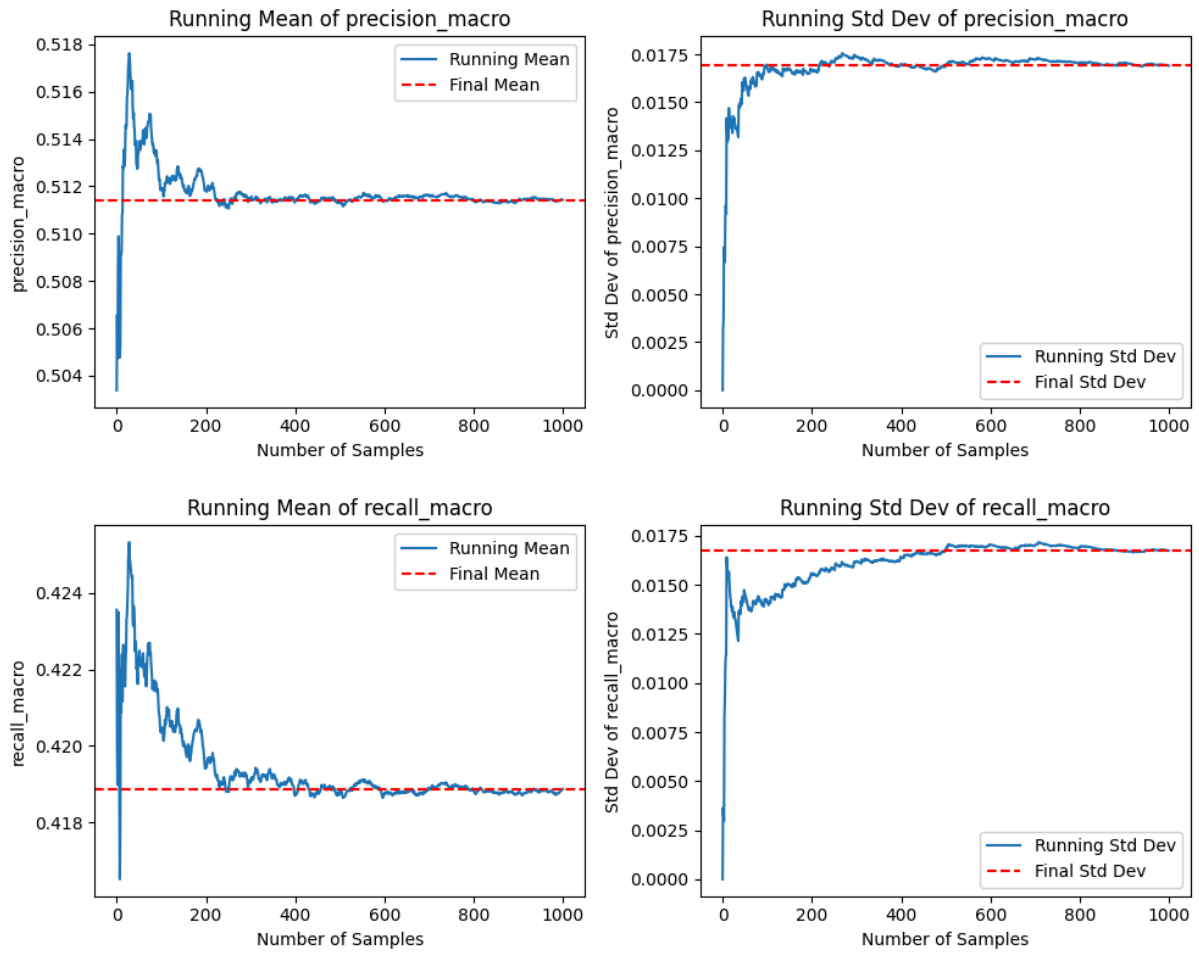 Running Mean of precision_macro
0.518
0.516
0.514
0.512
0.510
0.508
0.506
0.504
precision_macro
Running Mean
Final Mean
0
200
400
600
800
1000
Number of Samples
Running Std Dev of precision_macro
0.0175
0.0150
0.0125
0.0100
0.0075
0.0050
0.0025
0.0000
Std Dev of precision_macro
Running Std Dev
Final Std Dev
0
200
400
600
800
1000
Number of Samples
Running Mean of recall_macro
0.424
0.422
0.420
0.418
recall_macro
Running Mean
Final Mean
0
200
400
600
800
1000
Number of Samples
Running Std Dev of recall_macro
0.0175
0.0150
0.0125
0.0100
0.0075
0.0050
0.0025
0.0000
Std Dev of recall_macro
Running Std Dev
Final Std Dev
0
200
400
600
800
1000
Number of Samples